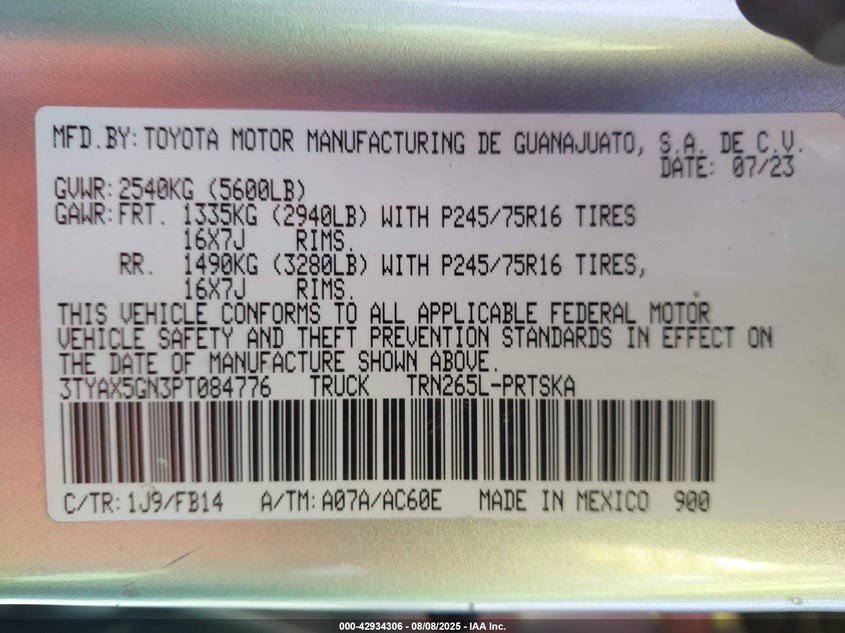 MFD.BY: TOYOTA MOTOR MANUFACTURING DE GUANAJUATO, S.A. DE C.V.
DATE: 07/23
GVWR: 2540KG (5600LB)
GAWR: FRT. 1335KG (2940LB) WITH P245/75R16 TIRES
16X7J RIMS.
RR. 1490KG (3280LB) WITH P245/75R16 TIRES,
16X7J RIMS.
THIS VEHICLE CONFORMS TO ALL APPLICABLE FEDERAL MOTOR
VEHICLE SAFETY AND THEFT PREVENTION STANDARDS IN EFFECT ON
THE DATE OF MANUFACTURE SHOWN ABOVE.
3TYAX5GN3PT084776 TRUCK TRN265L-PRTSKA
C/TR: 1J9/FB14 A/TM: A07A/AC60E MADE IN MEXICO 900
000-42934306 - 08/08/2025 - IAA Inc.